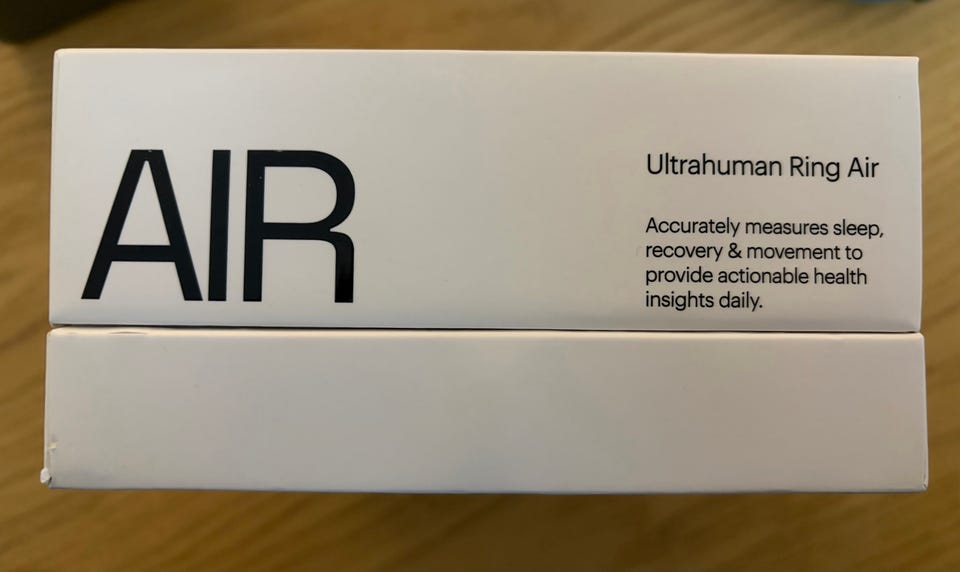 AIR
Ultrahuman Ring Air
Accurately measures sleep,
recovery & movement to
provide actionable health
insights daily.